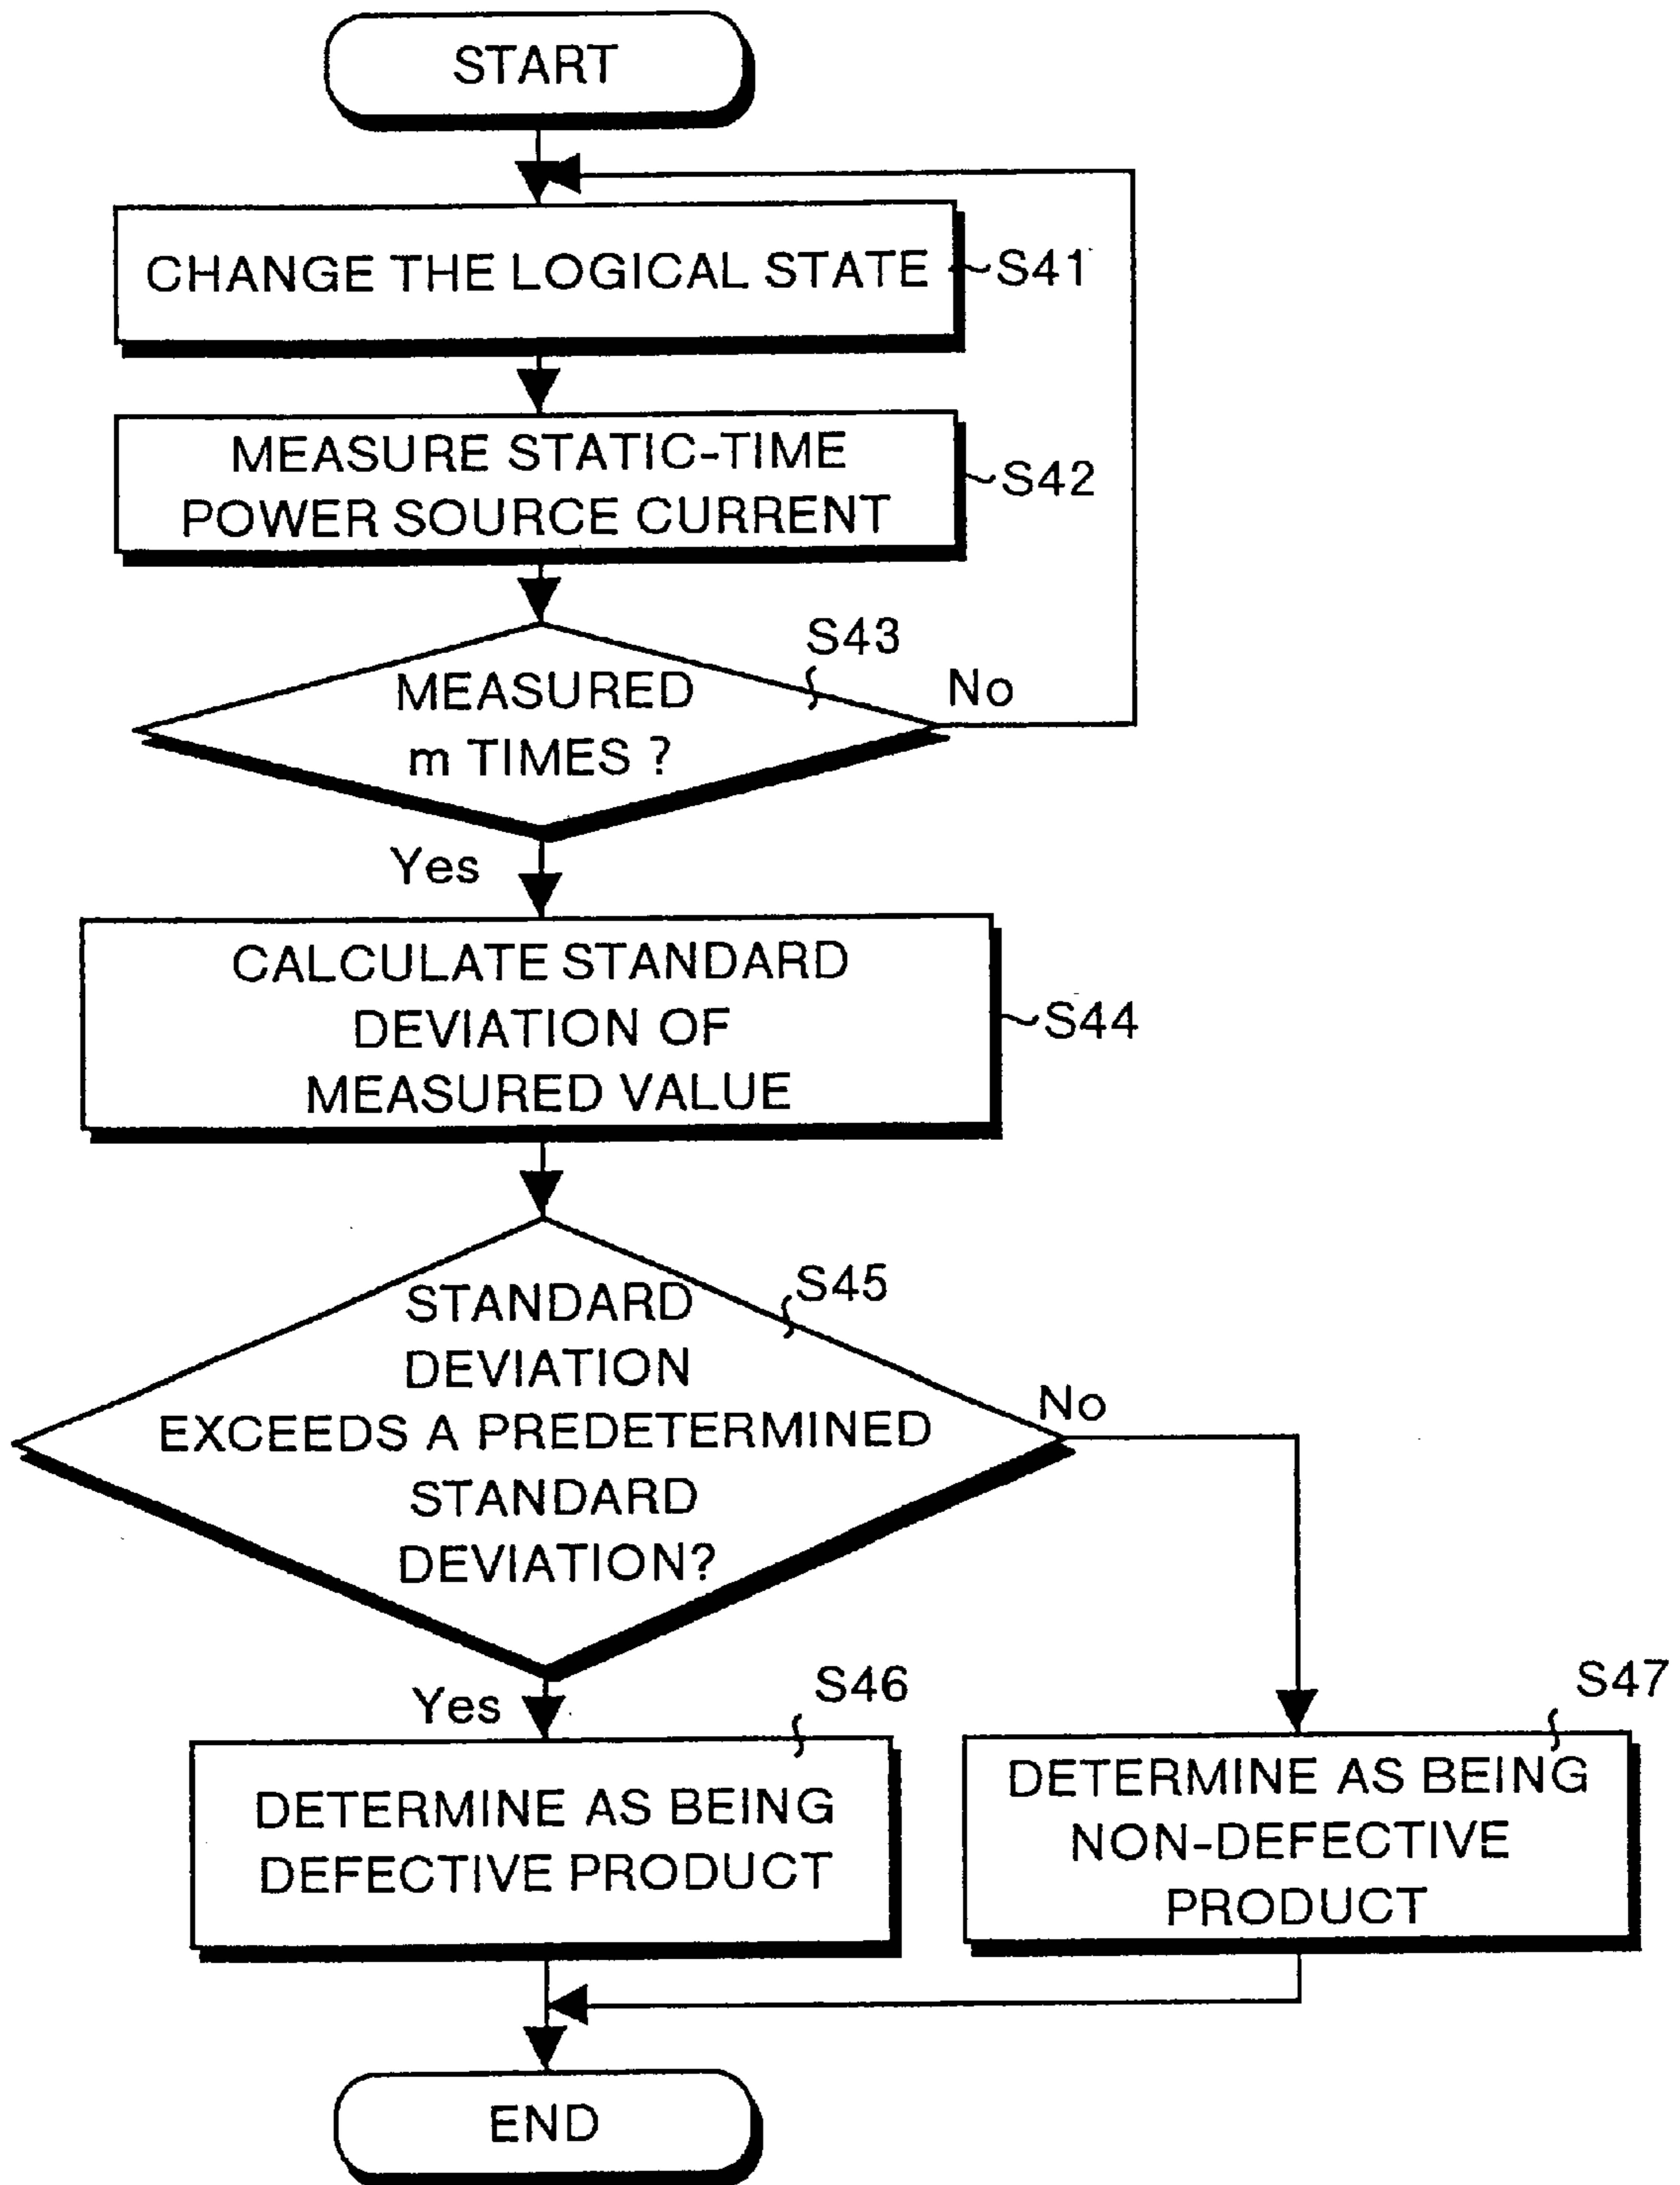 START
CHANGE THE LOGICAL STATE
S41
MEASURE STATIC-TIME
POWER SOURCE CURRENT
S42
S43
MEASURED
m TIMES ?
No
Yes
CALCULATE STANDARD
DEVIATION OF
MEASURED VALUE
S44
S45
STANDARD
DEVIATION
EXCEEDS A PREDETERMINED
STANDARD
DEVIATION?
No
Yes
S46
DETERMINE AS BEING
DEFECTIVE PRODUCT
S47
DETERMINE AS BEING
NON-DEFECTIVE
PRODUCT
END